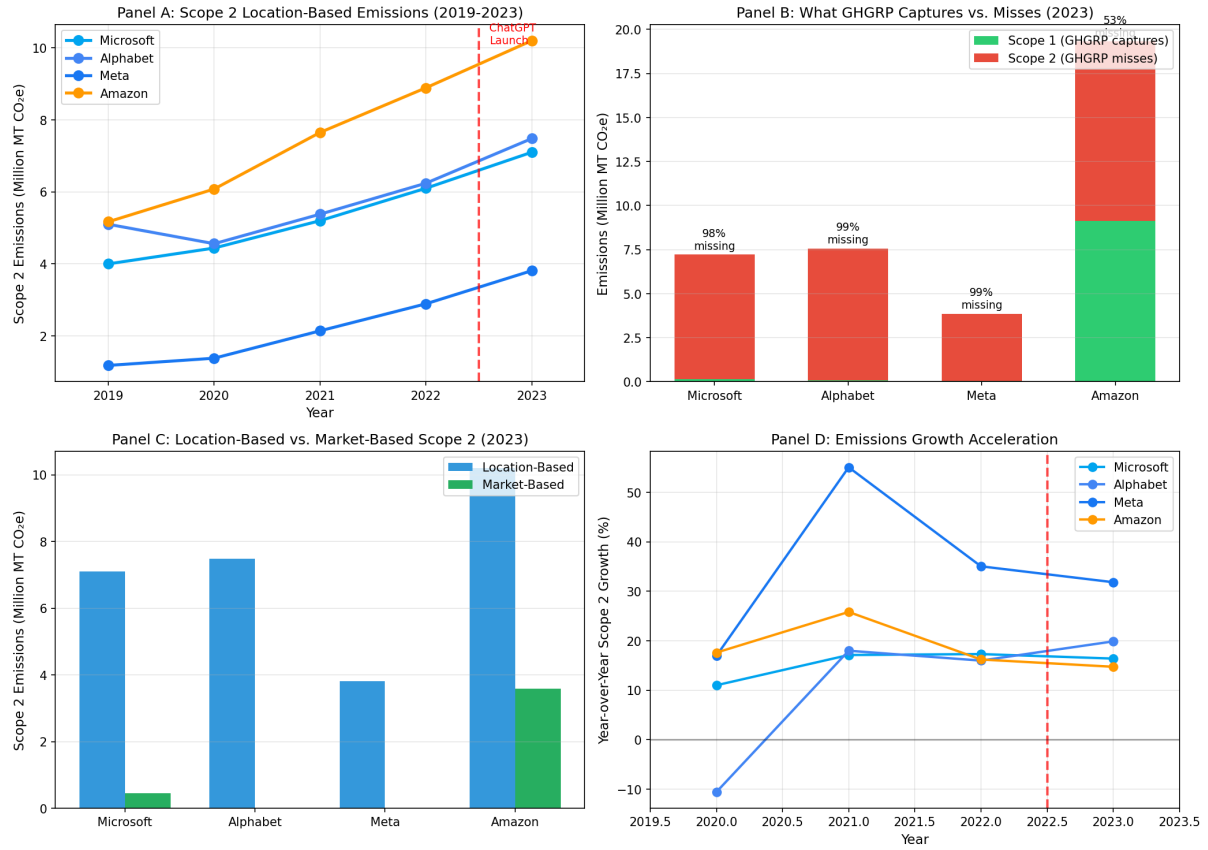 Panel A: Scope 2 Location-Based Emissions (2019-2023)
ChatGPT
Launch
Microsoft
Alphabet
Meta
Amazon
Scope 2 Emissions (Million MT CO₂e)
10
8
6
4
2
2019
2020
2021
2022
2023
Year
Panel B: What GHGRP Captures vs. Misses (2023)
53%
missing
Scope 1 (GHGRP captures)
Scope 2 (GHGRP misses)
Emissions (Million MT CO₂e)
20.0
17.5
15.0
12.5
10.0
7.5
5.0
2.5
0.0
98%
missing
99%
missing
99%
missing
Microsoft
Alphabet
Meta
Amazon
Panel C: Location-Based vs. Market-Based Scope 2 (2023)
Location-Based
Market-Based
Scope 2 Emissions (Million MT CO₂e)
10
8
6
4
2
0
Microsoft
Alphabet
Meta
Amazon
Panel D: Emissions Growth Acceleration
Microsoft
Alphabet
Meta
Amazon
Year-over-Year Scope 2 Growth (%)
50
40
30
20
10
0
−10
2019.5
2020.0
2020.5
2021.0
2021.5
2022.0
2022.5
2023.0
2023.5
Year